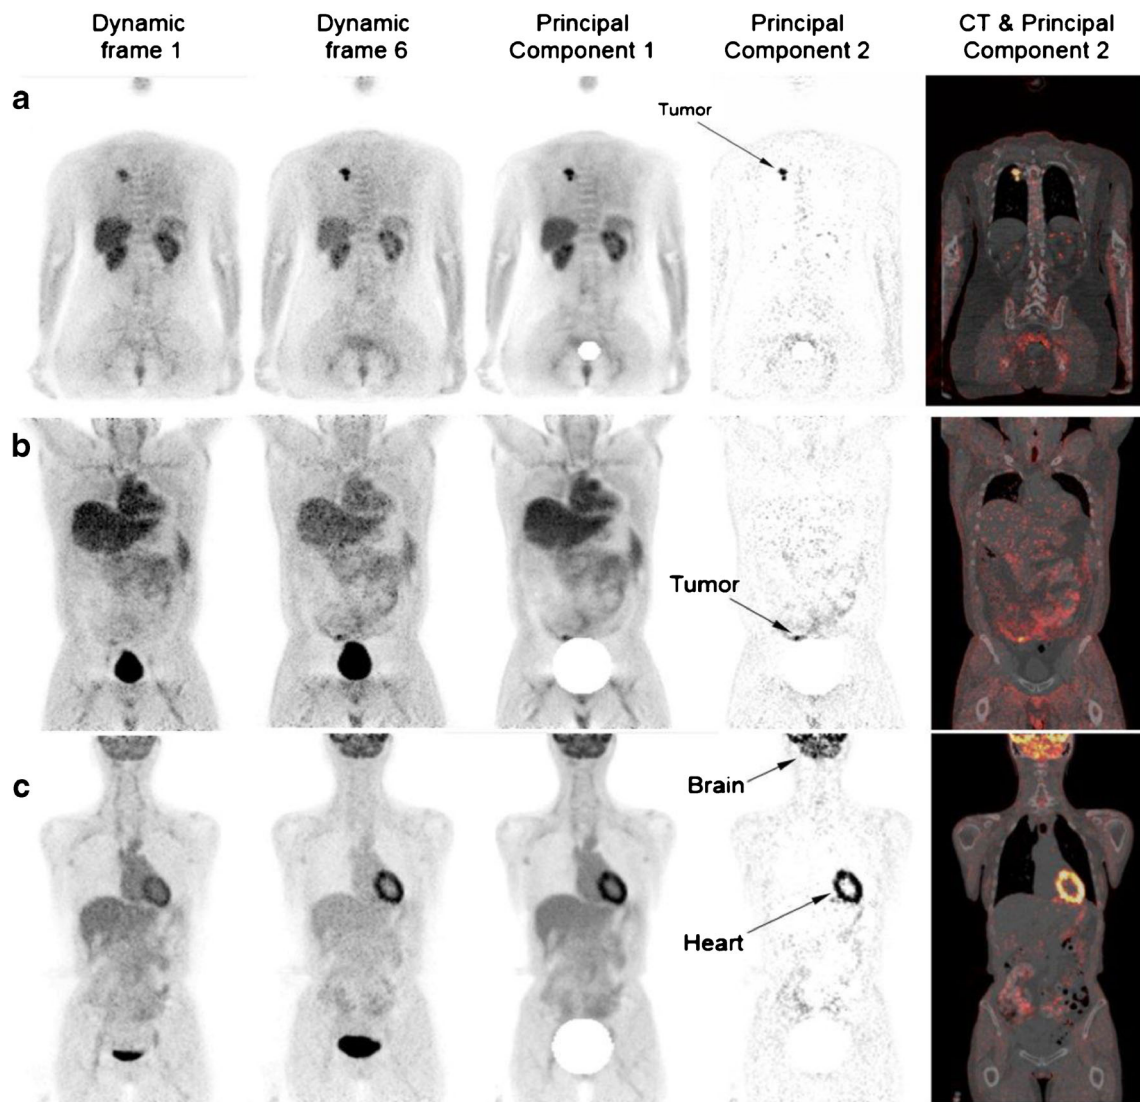 Dynamic
frame 1
Dynamic
frame 6
Principal
Component 1
Principal
Component 2
CT & Principal
Component 2
a
Tumor
b
Tumor
c
Brain
Heart